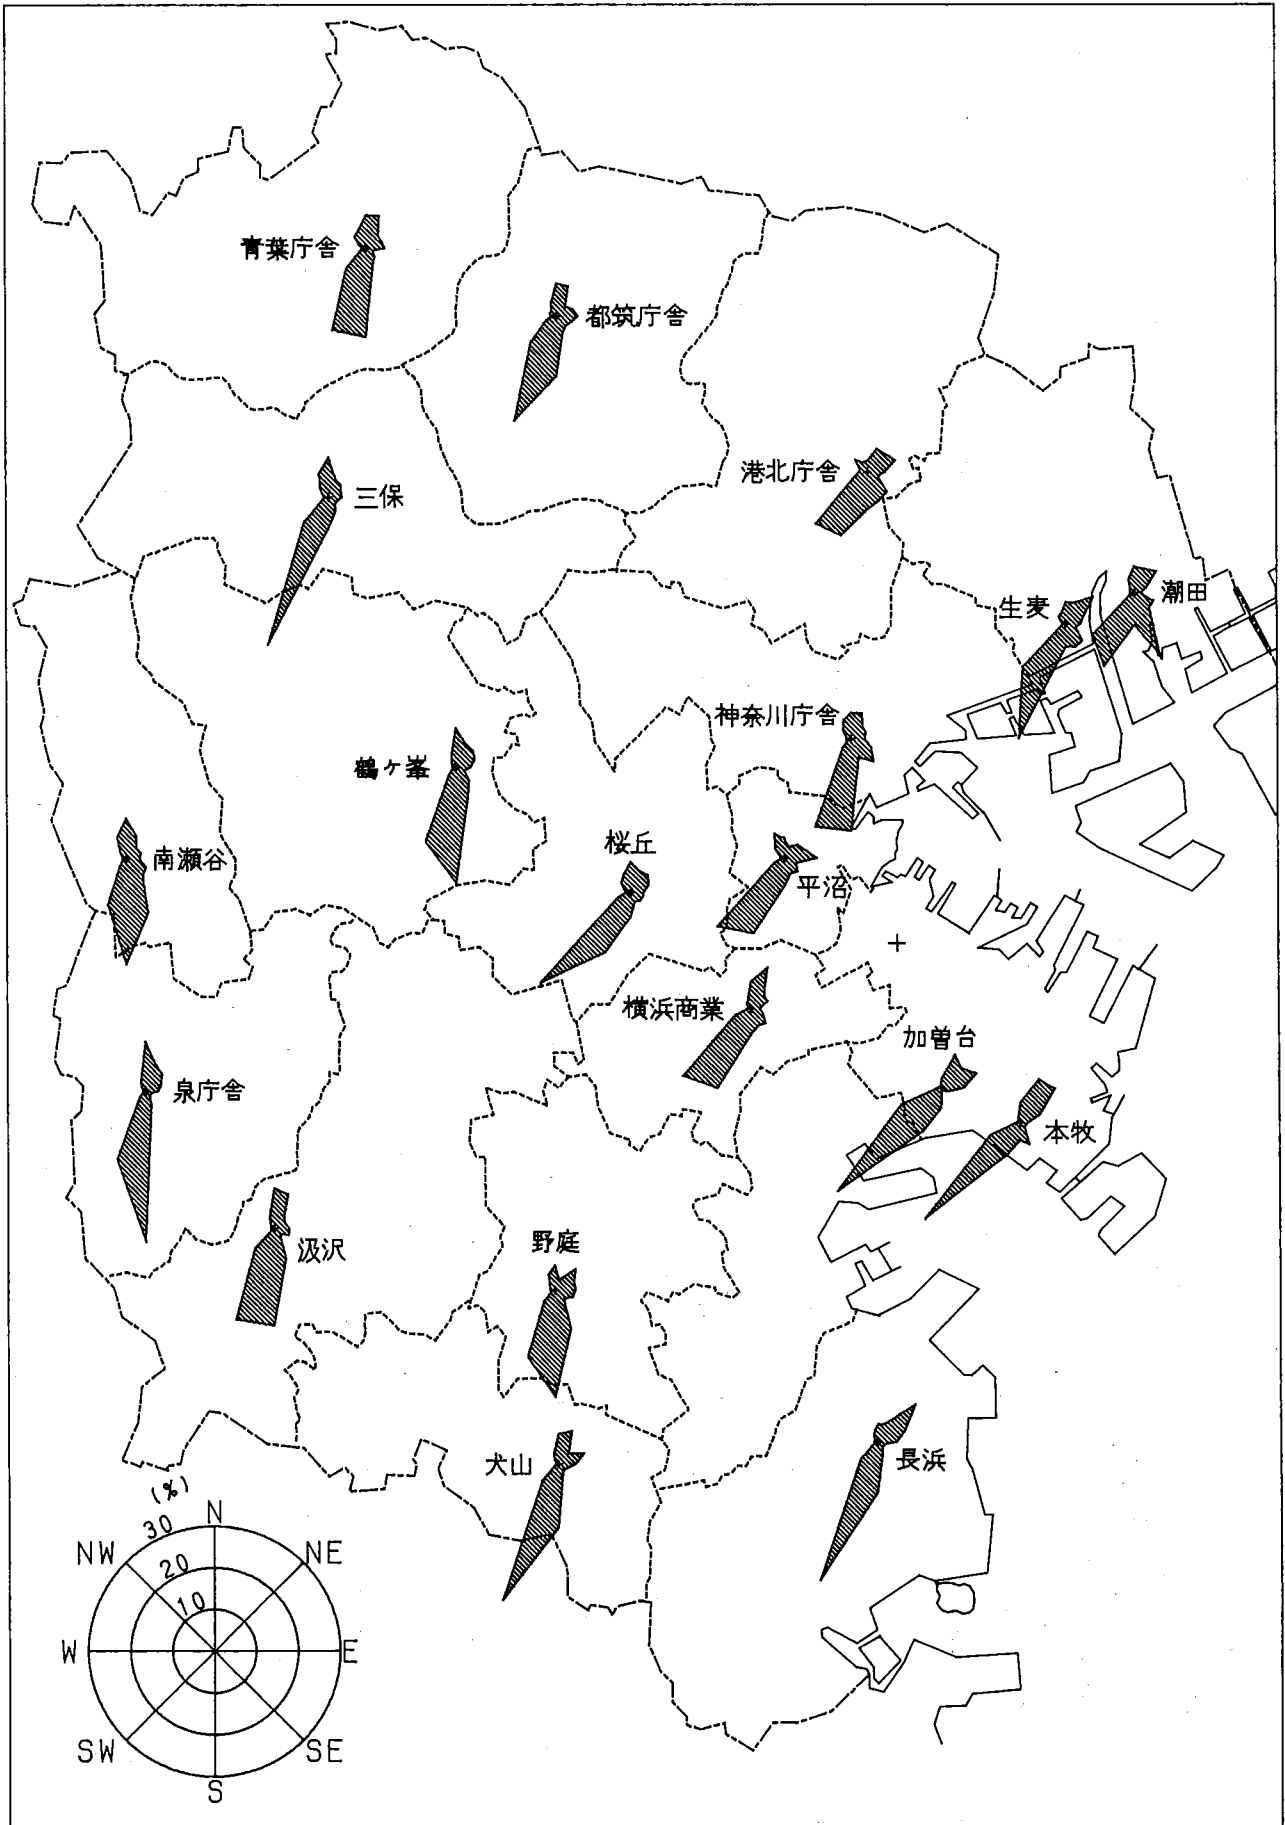 青葉庁舎
都筑庁舎
港北庁舎
三保
生麦
潮田
神奈川庁舎
鶴ヶ峯
桜丘
南瀬谷
平沼
横浜商業
加曽台
泉庁舎
本牧
汲沢
野庭
犬山
長浜
(%)
30
20
10
N
NW
NE
W
E
SW
SE
S